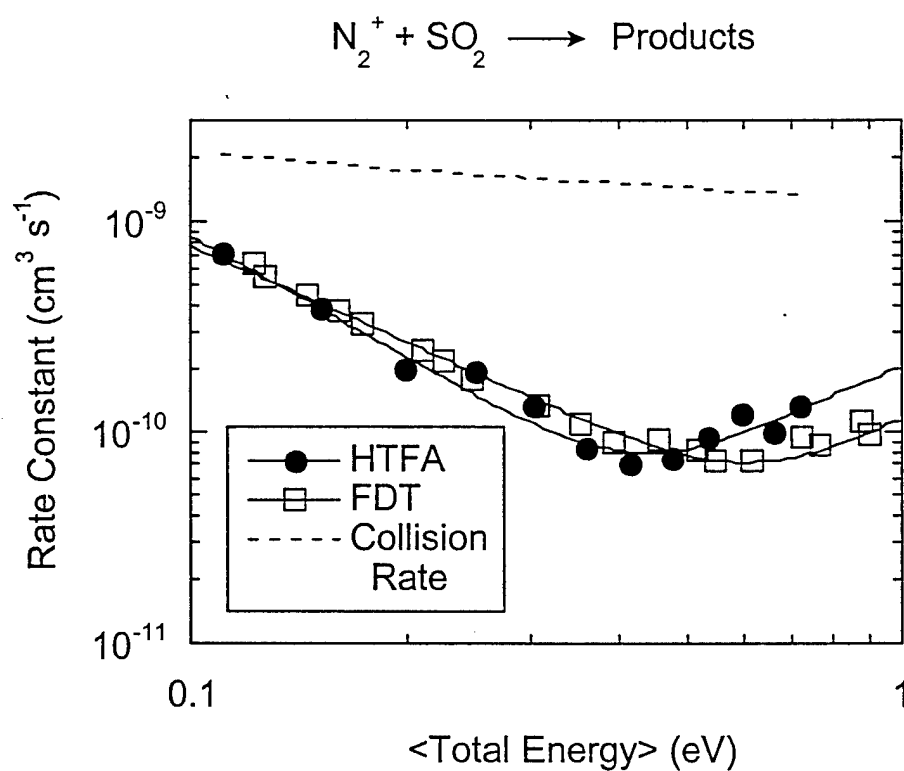 N₂⁺ + SO₂ → Products
Rate Constant (cm³ s⁻¹)
10⁻⁹
10⁻¹⁰
10⁻¹¹
HTFA
FDT
Collision
Rate
0.1
1
<Total Energy> (eV)